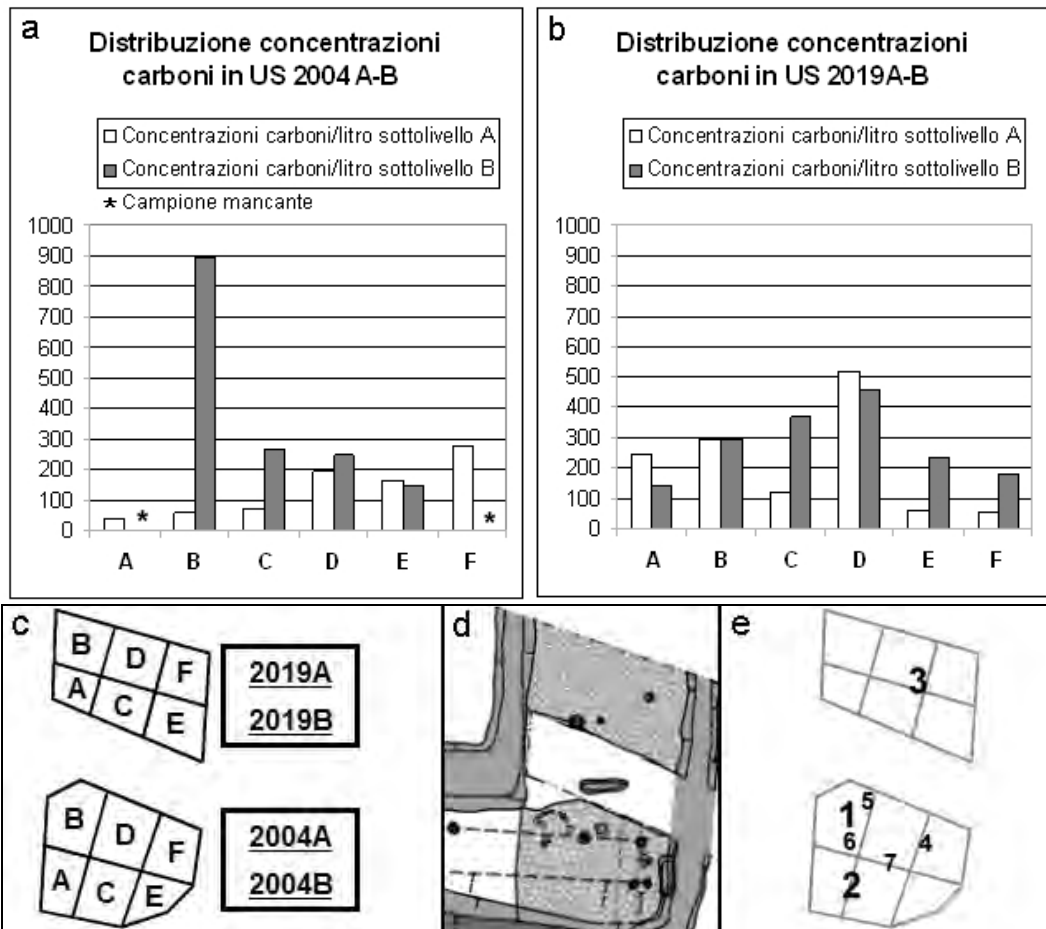 a
Distribuzione concentrazioni
carboni in US 2004 A-B
Concentrazioni carboni/litro sottolivello A
Concentrazioni carboni/litro sottolivello B
* Campione mancante
1000
900
800
700
600
500
400
300
200
100
0
*
*
A B C D E F
b
Distribuzione concentrazioni
carboni in US 2019A-B
Concentrazioni carboni/litro sottolivello A
Concentrazioni carboni/litro sottolivello B
1000
900
800
700
600
500
400
300
200
100
0
A B C D E F
c
B D F
A C E
2019A
2019B
B D F
A C E
2004A
2004B
d
e
3
1 5
6 7 4
2